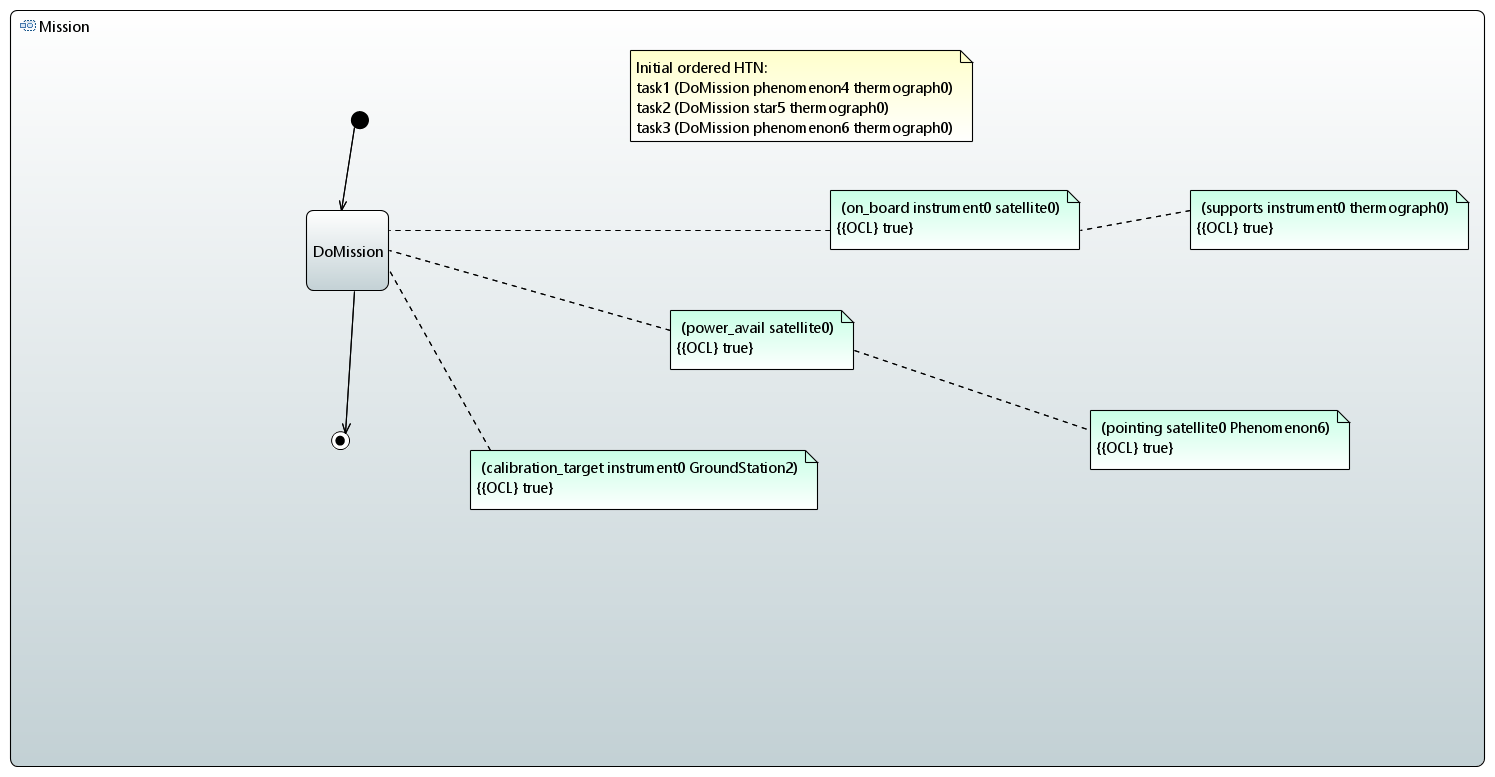 Mission
Initial ordered HTN:
task1 (DoMission phenomenon4 thermograph0)
task2 (DoMission star5 thermograph0)
task3 (DoMission phenomenon6 thermograph0)
(on_board instrument0 satellite0)
{{OCL} true}
(supports instrument0 thermograph0)
{{OCL} true}
DoMission
(power_avail satellite0)
{{OCL} true}
(pointing satellite0 Phenomenon6)
{{OCL} true}
(calibration_target instrument0 GroundStation2)
{{OCL} true}